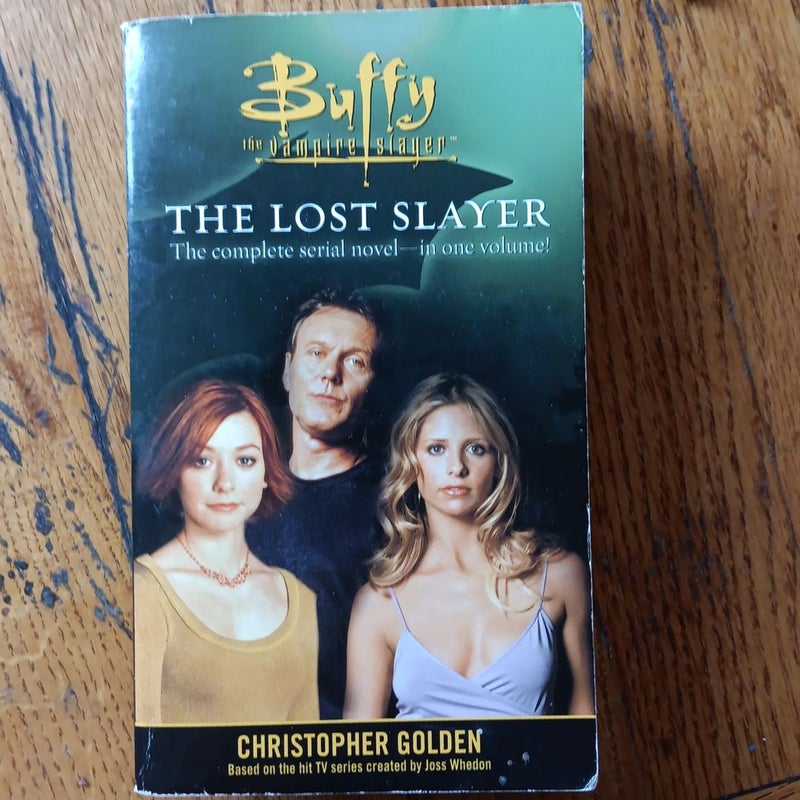 Buffy
the vampire slayer™
THE LOST SLAYER
The complete serial novel—in one volume!
CHRISTOPHER GOLDEN
Based on the hit TV series created by Joss Whedon